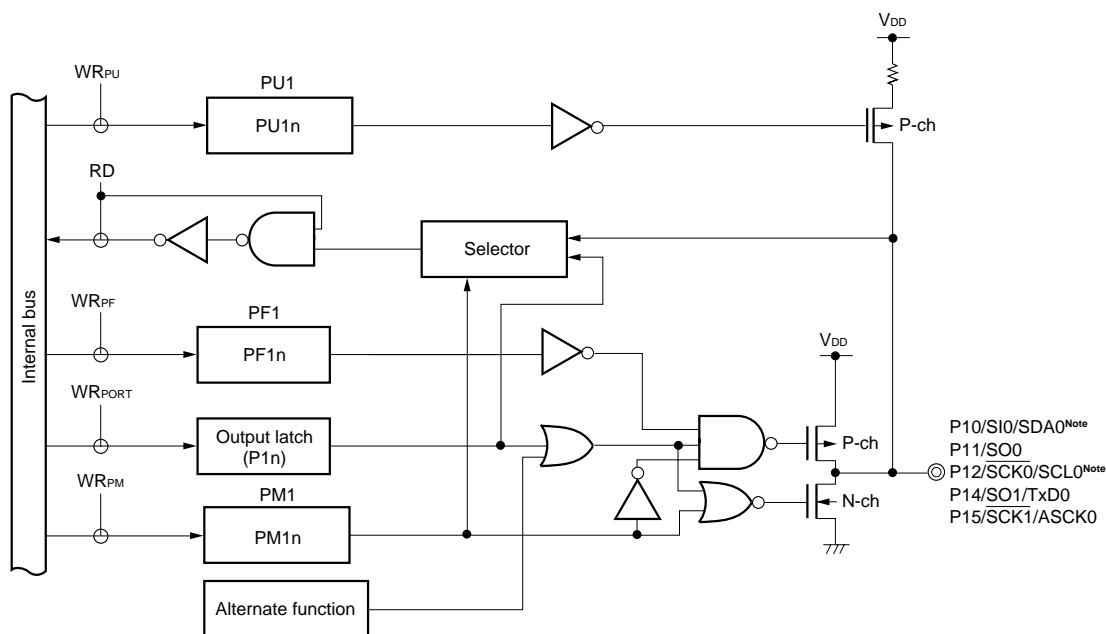 VDD
WRPU
PU1
PU1n
P-ch
RD
Selector
WRPF
PF1
PF1n
VDD
Internal bus
WRPORT
Output latch
(P1n)
P-ch
P10/SI0/SDA0Note
P11/SO0
P12/SCK0/SCL0Note
P14/SO1/TxD0
P15/SCK1/ASCK0
N-ch
WRPM
PM1
PM1n
Alternate function